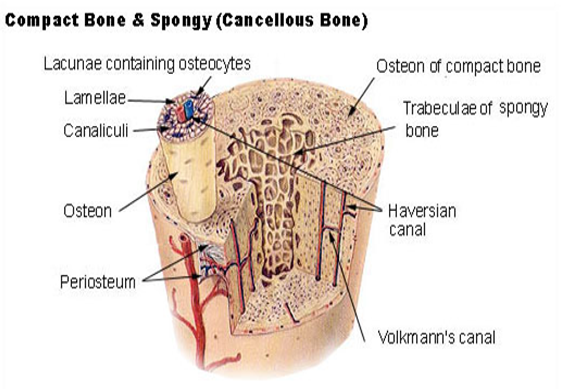 Compact Bone & Spongy (Cancellous Bone)
Lacunae containing osteocytes
Lamellae
Canaliculi
Osteon
Periosteum
Osteon of compact bone
Trabeculae of spongy
bone
Haversian
canal
Volkmann's canal